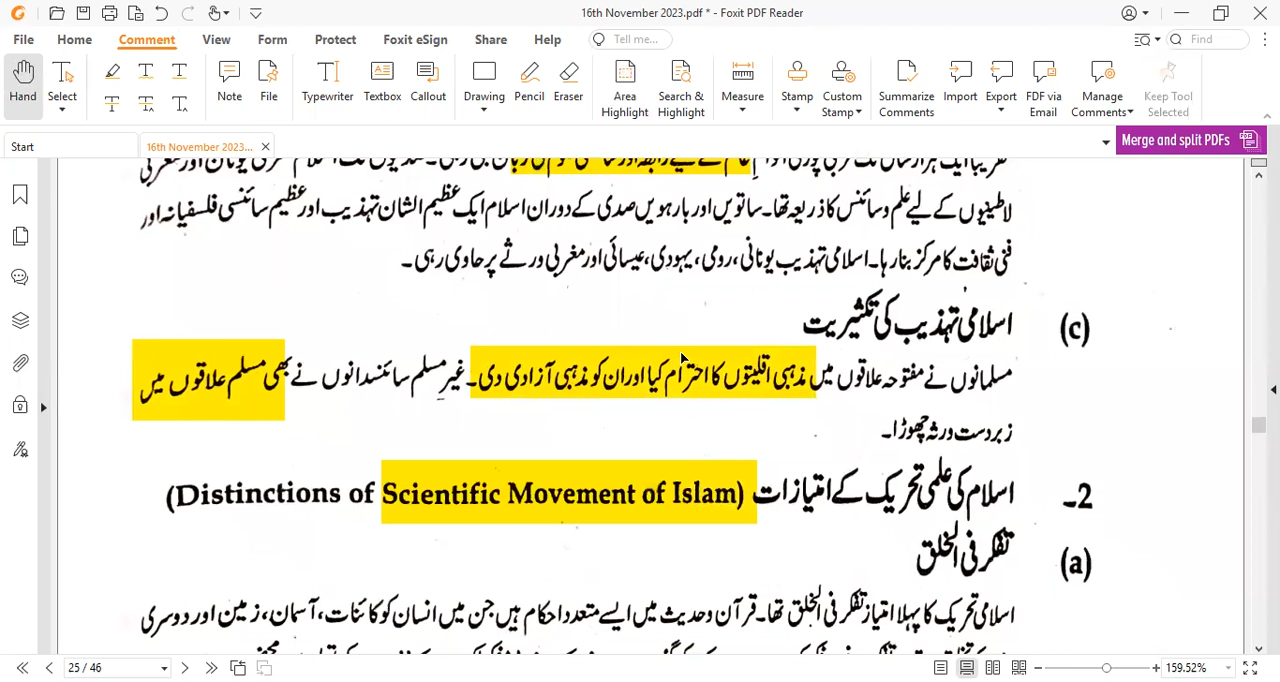 16th November 2023.pdf * - Foxit PDF Reader
File Home Comment View Form Protect Foxit eSign Share Help Tell me... Find
Hand Select Note File Typewriter Textbox Callout Drawing Pencil Eraser Area Highlight Search & Highlight Measure Stamp Custom Stamp Summarize Comments Import Export FDF via Email Manage Comments Keep Tool Selected
Start 16th November 2023... Merge and split PDFs
لاطینیوں کے لیے علم و سائنس کا ذریعہ تھا۔ ساتویں اور بارہویں صدی کے دوران اسلام ایک عظیم الشان تہذیب اور عظیم سائنسی فلسفیانہ اور
فنی ثقافت کا مرکز بنا رہا۔ اسلامی تہذیب یونانی، رومی، یہودی، عیسائی اور مغربی ورثے پر حاوی رہی۔
(c) اسلامی تہذیب کی تکثیریت
مسلمانوں نے مفتوحہ علاقوں میں مذہبی اقلیتوں کا احترام کیا اور ان کو مذہبی آزادی دی۔ غیر مسلم سائنسدانوں نے بھی مسلم علاقوں میں
زبردست ورثہ چھوڑا۔
2۔ اسلام کی علمی تحریک کے امتیازات (Distinctions of Scientific Movement of Islam)
(a) تفکر فی الخلق
اسلامی تحریک کا پہلا امتیاز تفکر فی الخلق تھا۔ قرآن و حدیث میں ایسے متعدد احکام ہیں جن میں انسان کو کائنات، آسمان، زمین اور دوسری
25 / 46 159.52%